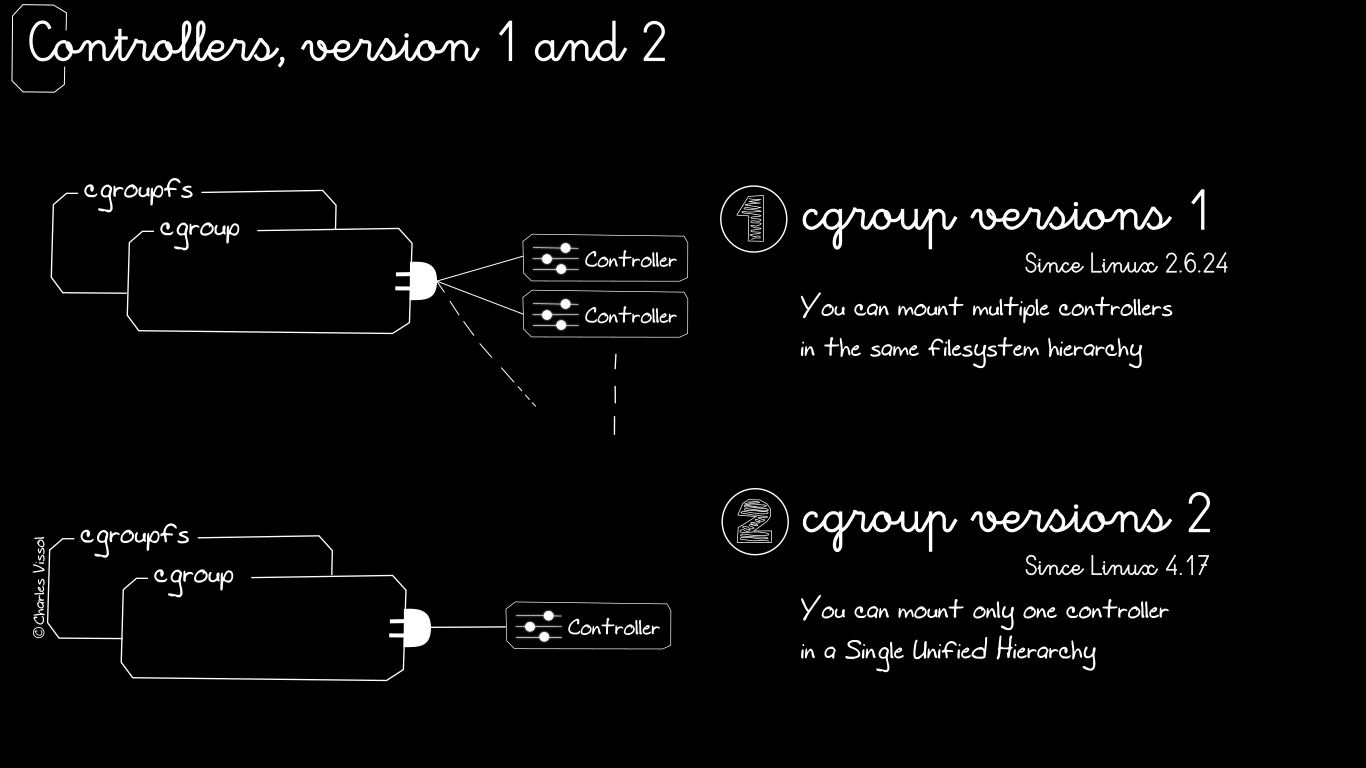 Controllers, version 1 and 2
cgroupfs
cgroup
Controller
Controller
1
cgroup versions 1
Since Linux 2.6.24
You can mount multiple controllers
in the same filesystem hierarchy
cgroupfs
cgroup
Controller
2
cgroup versions 2
Since Linux 4.17
You can mount only one controller
in a Single Unified Hierarchy
© Charles Vissol